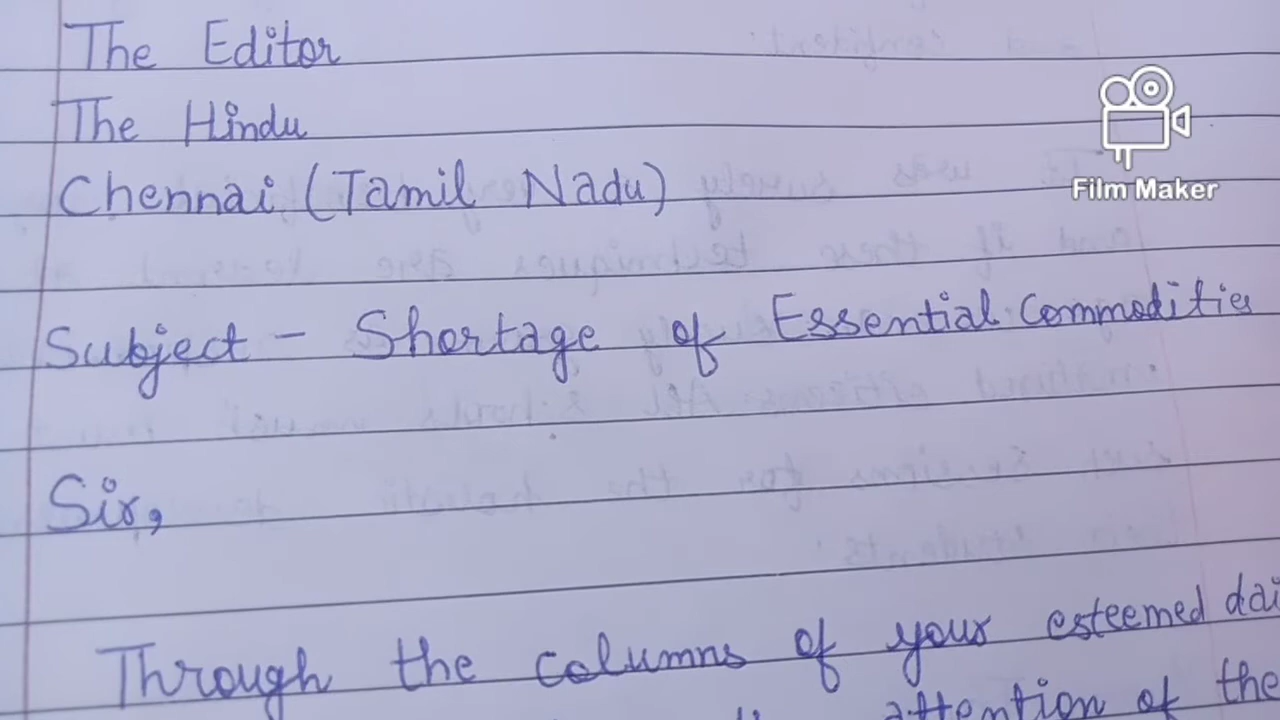 The Editor
The Hindu
Chennai (Tamil Nadu)
Film Maker
Subject - Shortage of Essential Commodities
Sir,
Through the columns of your esteemed dai
attention of the